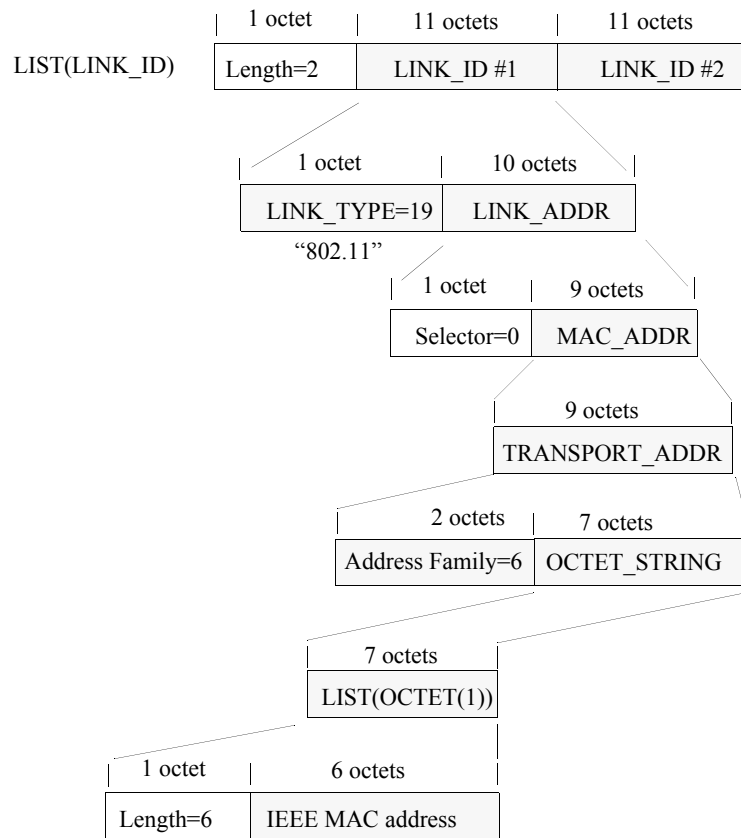 1 octet 11 octets 11 octets
LIST(LINK_ID) Length=2 LINK_ID #1 LINK_ID #2
1 octet 10 octets
LINK_TYPE=19 LINK_ADDR
“802.11”
1 octet 9 octets
Selector=0 MAC_ADDR
9 octets
TRANSPORT_ADDR
2 octets 7 octets
Address Family=6 OCTET_STRING
7 octets
LIST(OCTET(1))
1 octet 6 octets
Length=6 IEEE MAC address